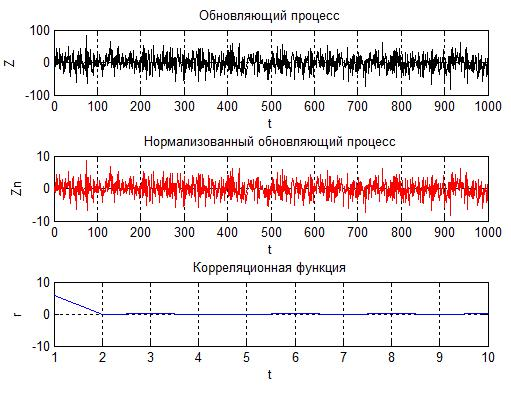 Обновляющий процесс
100
0
-100
Z
0 100 200 300 400 500 600 700 800 900 1000
t
Нормализованный обновляющий процесс
10
0
-10
Zn
0 100 200 300 400 500 600 700 800 900 1000
t
Корреляционная функция
10
0
-10
r
1 2 3 4 5 6 7 8 9 10
t